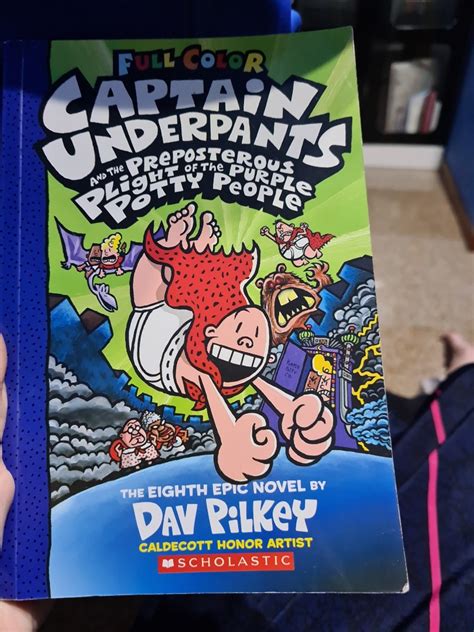 FULL COLOR
CAPTAIN
UNDERPANTS
AND THE PREPOSTEROUS
PLIGHT OF THE PURPLE
POTTY PEOPLE
THE EIGHTH EPIC NOVEL BY
DAV PILKEY
CALDECOTT HONOR ARTIST
SCHOLASTIC